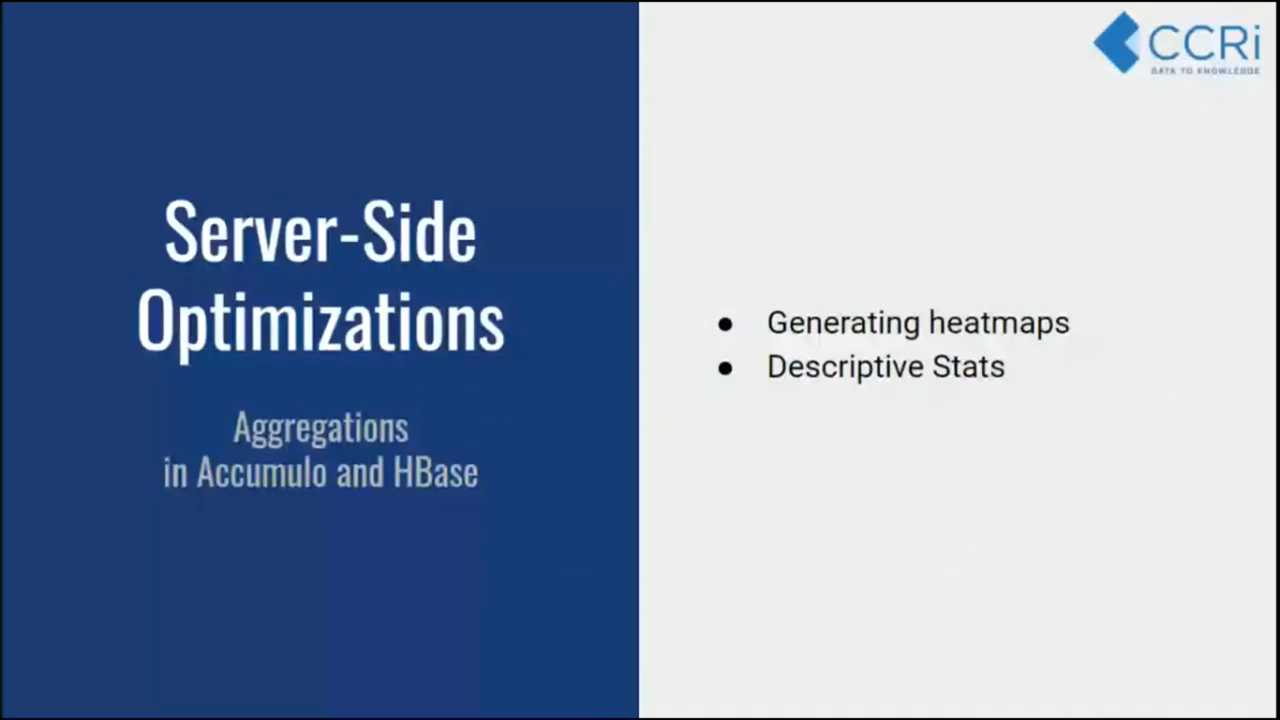 CCRi
DATA TO KNOWLEDGE
Server-Side
Optimizations
Aggregations
in Accumulo and HBase
● Generating heatmaps
● Descriptive Stats